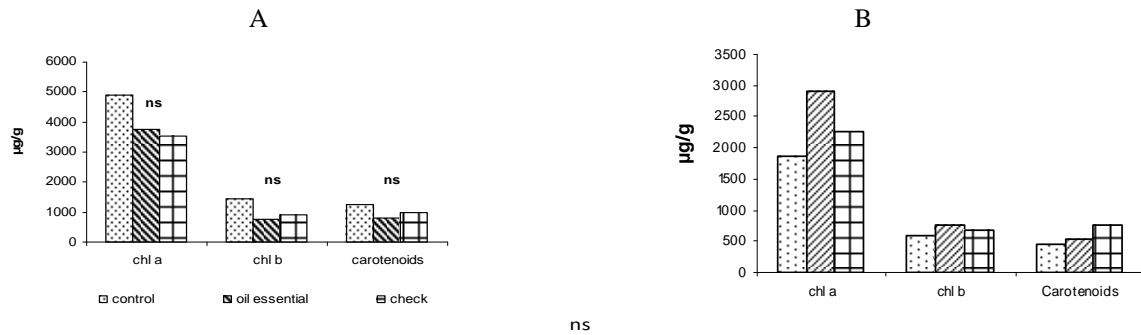 A
B
6000
5000
4000
3000
2000
1000
0
µg/g
ns
ns
ns
chl a
chl b
carotenoids
control
oil essential
check
3500
3000
2500
2000
1500
1000
500
0
µg/g
chl a
chl b
Carotenoids
ns